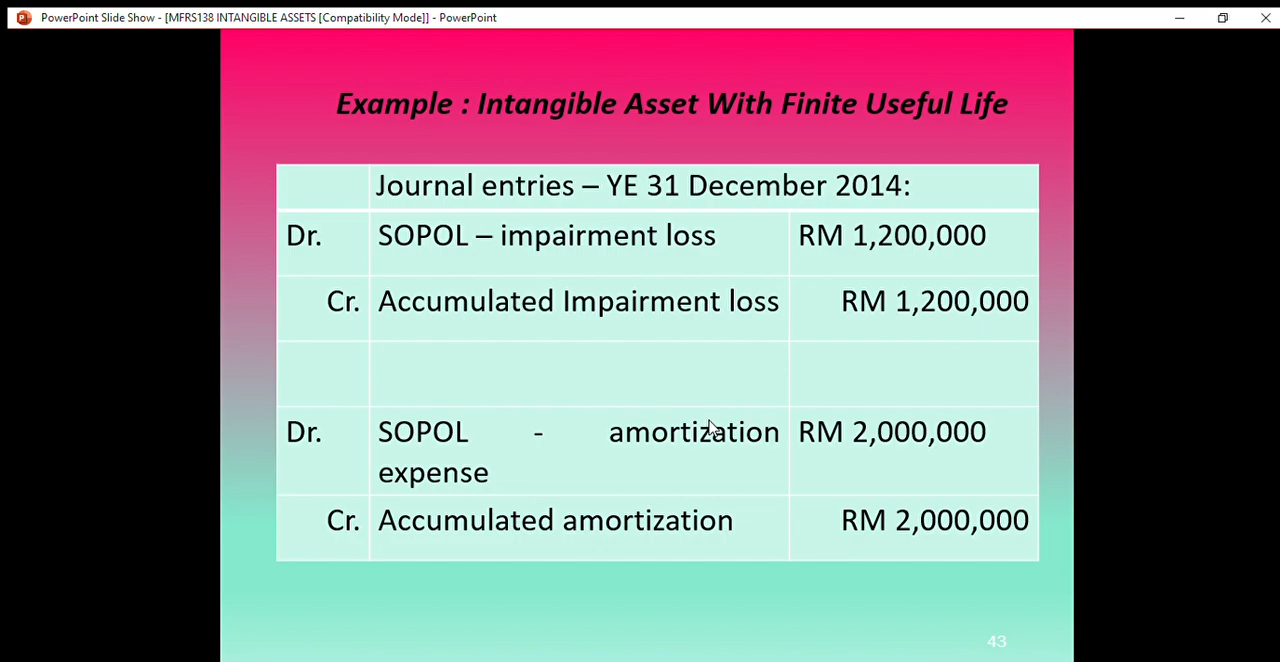 PowerPoint Slide Show - [MFRS138 INTANGIBLE ASSETS [Compatibility Mode]] - PowerPoint
Example : Intangible Asset With Finite Useful Life
Journal entries – YE 31 December 2014:
Dr. SOPOL – impairment loss RM 1,200,000
Cr. Accumulated Impairment loss RM 1,200,000
Dr. SOPOL - amortization RM 2,000,000
expense
Cr. Accumulated amortization RM 2,000,000
43